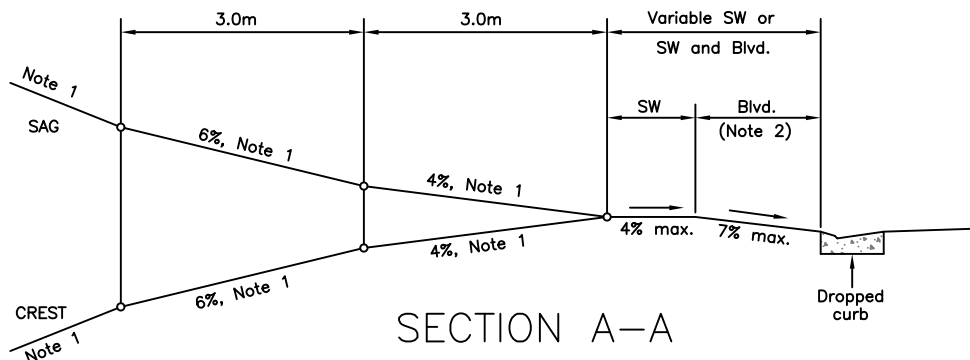 3.0m
3.0m
Variable SW or
SW and Blvd.
Note 1
SW
Blvd.
(Note 2)
SAG
6%, Note 1
4%, Note 1
4% max.
7% max.
4%, Note 1
6%, Note 1
CREST
Note 1
Dropped
curb
SECTION A-A